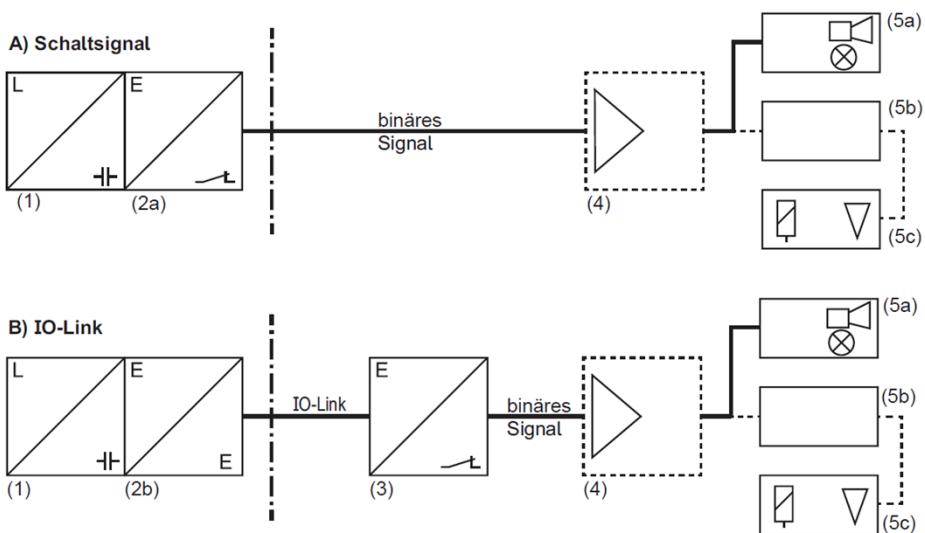 A) Schaltsignal
L
E
(1)
(2a)
binäres
Signal
(4)
(5a)
(5b)
(5c)
B) IO-Link
L
E
E
(1)
(2b)
IO-Link
E
(3)
binäres
Signal
(4)
(5a)
(5b)
(5c)